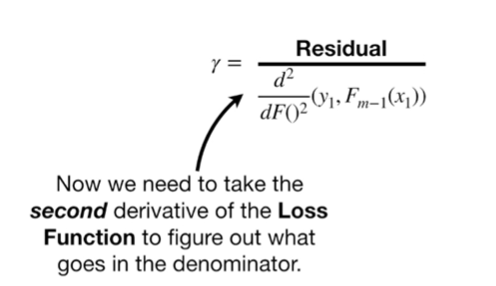 γ = Residual
d²
dF()² (y₁, Fₘ₋₁(x₁))
Now we need to take the
second derivative of the Loss
Function to figure out what
goes in the denominator.